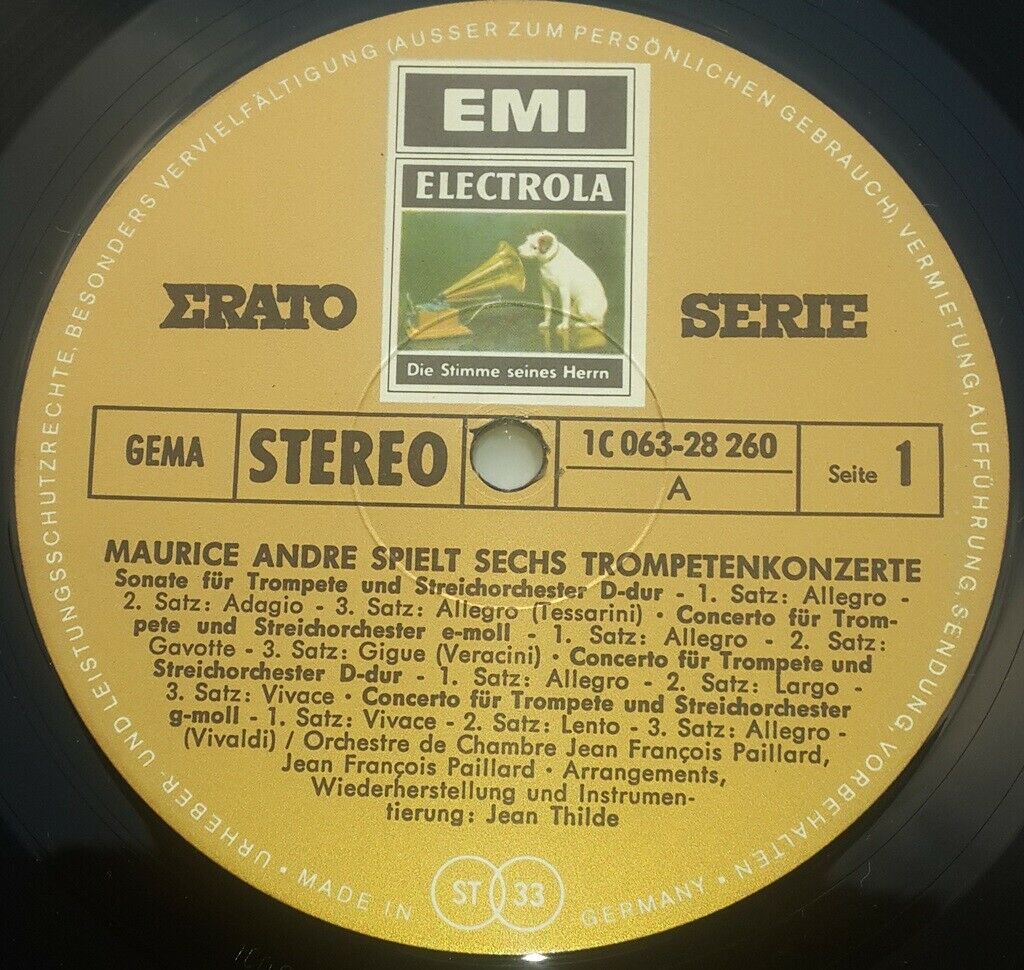 URHEBER- UND LEISTUNGSSCHUTZRECHTE, BESONDERS VERVIELFÄLTIGUNG (AUSSER ZUM PERSÖNLICHEN GEBRAUCH), VERMIETUNG, AUFFÜHRUNG, SENDUNG, VORBEHALTEN
EMI
ELECTROLA
ΣRATO
SERIE
Die Stimme seines Herrn
GEMA
STEREO
1C 063-28 260
A
Seite 1
MAURICE ANDRE SPIELT SECHS TROMPETENKONZERTE
Sonate für Trompete und Streichorchester D-dur - 1. Satz: Allegro -
2. Satz: Adagio - 3. Satz: Allegro (Tessarini) · Concerto für Trom-
pete und Streichorchester e-moll - 1. Satz: Allegro - 2. Satz:
Gavotte - 3. Satz: Gigue (Veracini) · Concerto für Trompete und
Streichorchester D-dur - 1. Satz: Allegro - 2. Satz: Largo -
3. Satz: Vivace · Concerto für Trompete und Streichorchester
g-moll - 1. Satz: Vivace - 2. Satz: Lento - 3. Satz: Allegro -
(Vivaldi) / Orchestre de Chambre Jean François Paillard,
Jean François Paillard · Arrangements,
Wiederherstellung und Instrumen-
tierung: Jean Thilde
· MADE IN
ST 33
GERMANY ·